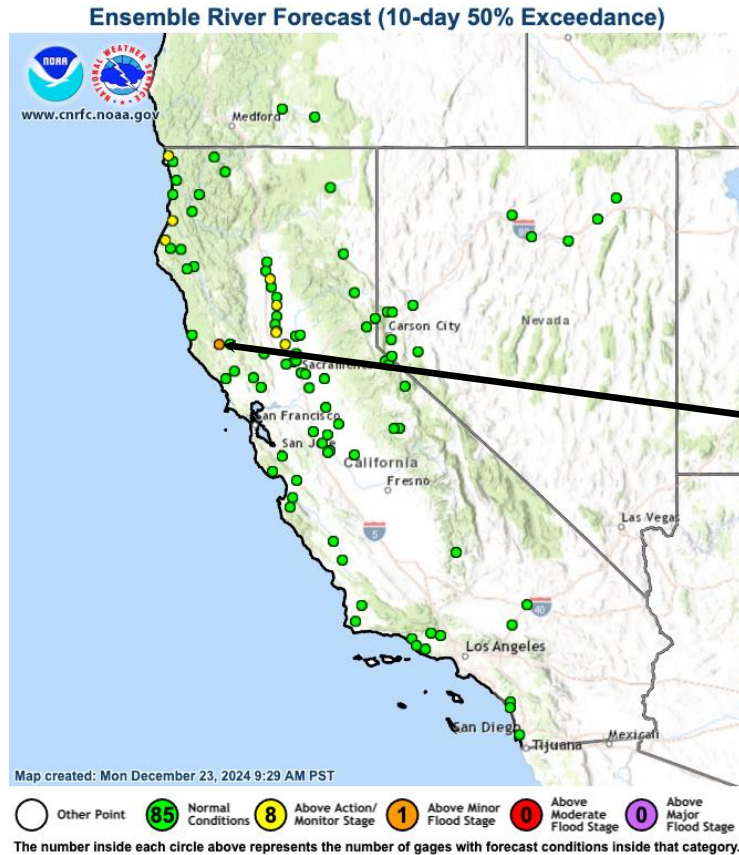 Ensemble River Forecast (10-day 50% Exceedance)
NOAA
NATIONAL WEATHER SERVICE
www.cnrfc.noaa.gov
Medford
80
Nevada
Carson City
Sacramento
San Francisco
San Jose
California
Fresno
5
Las Vegas
40
Los Angeles
San Diego
Tijuana
Mexicali
Map created: Mon December 23, 2024 9:29 AM PST
Other Point
85
Normal
Conditions
8
Above Action/
Monitor Stage
1
Above Minor
Flood Stage
0
Above
Moderate
Flood Stage
0
Above
Major
Flood Stage
The number inside each circle above represents the number of gages with forecast conditions inside that category.